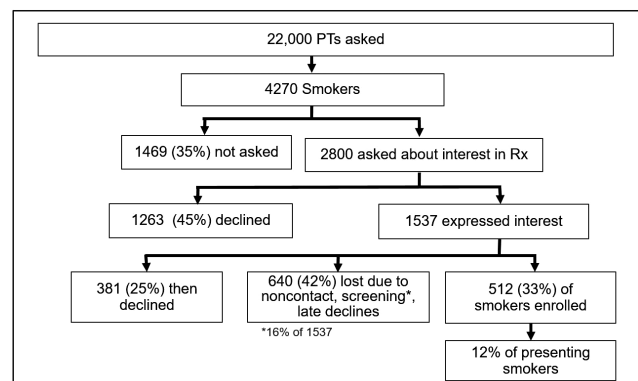 22,000 PTs asked
4270 Smokers
1469 (35%) not asked
2800 asked about interest in Rx
1263 (45%) declined
1537 expressed interest
381 (25%) then
declined
640 (42%) lost due to
noncontact, screening*,
late declines
512 (33%) of
smokers enrolled
*16% of 1537
12% of presenting
smokers